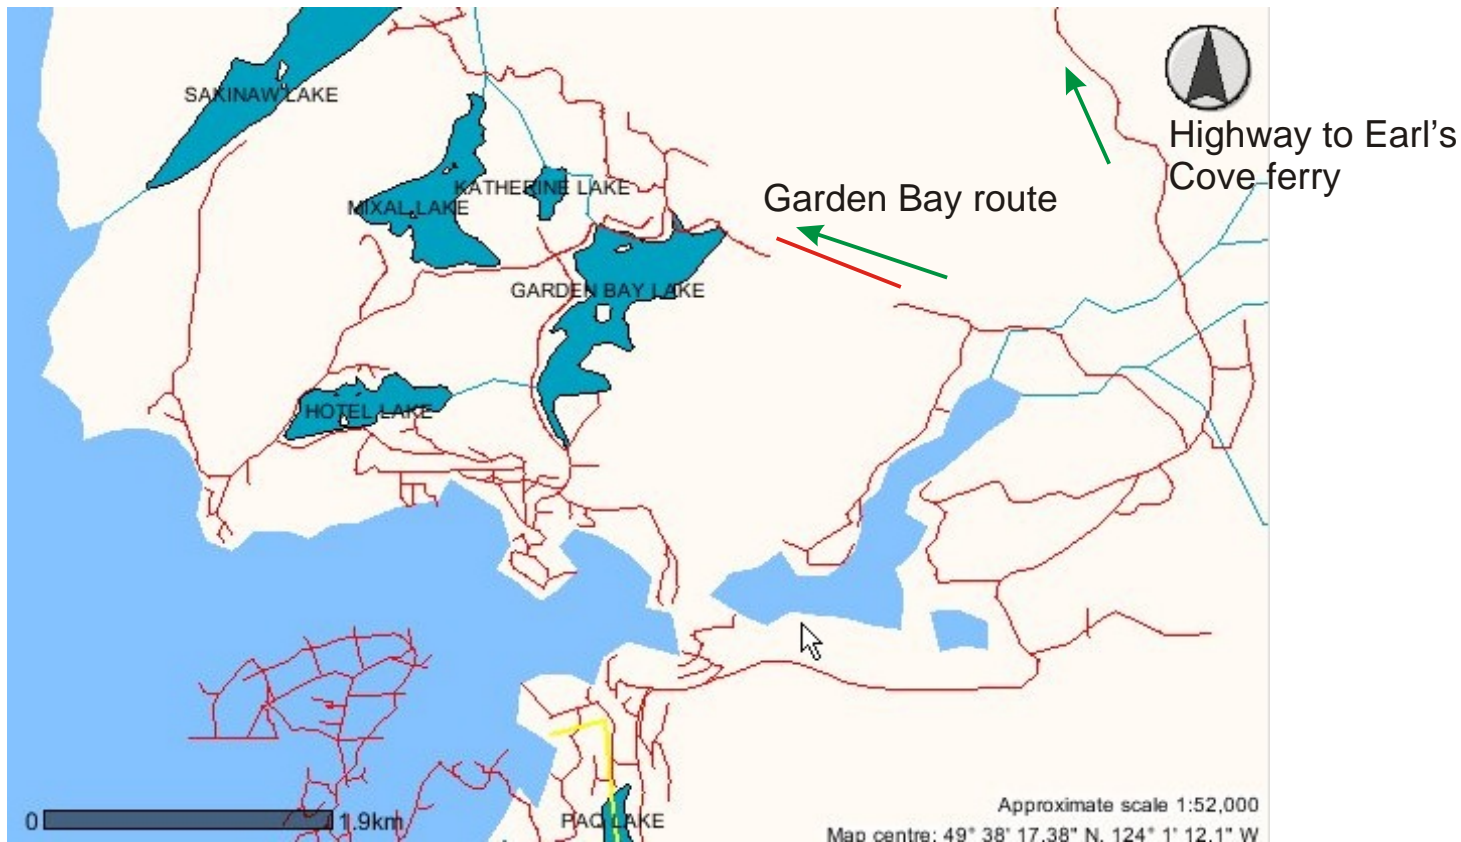 SAKINAW LAKE
Highway to Earl's
Cove ferry
KATHERINE LAKE
MIXAL LAKE
Garden Bay route
GARDEN BAY LAKE
HOTEL LAKE
PAQ LAKE
0 1.9km
Approximate scale 1:52,000
Map centre: 49° 38' 17.38" N, 124° 1' 12.1" W